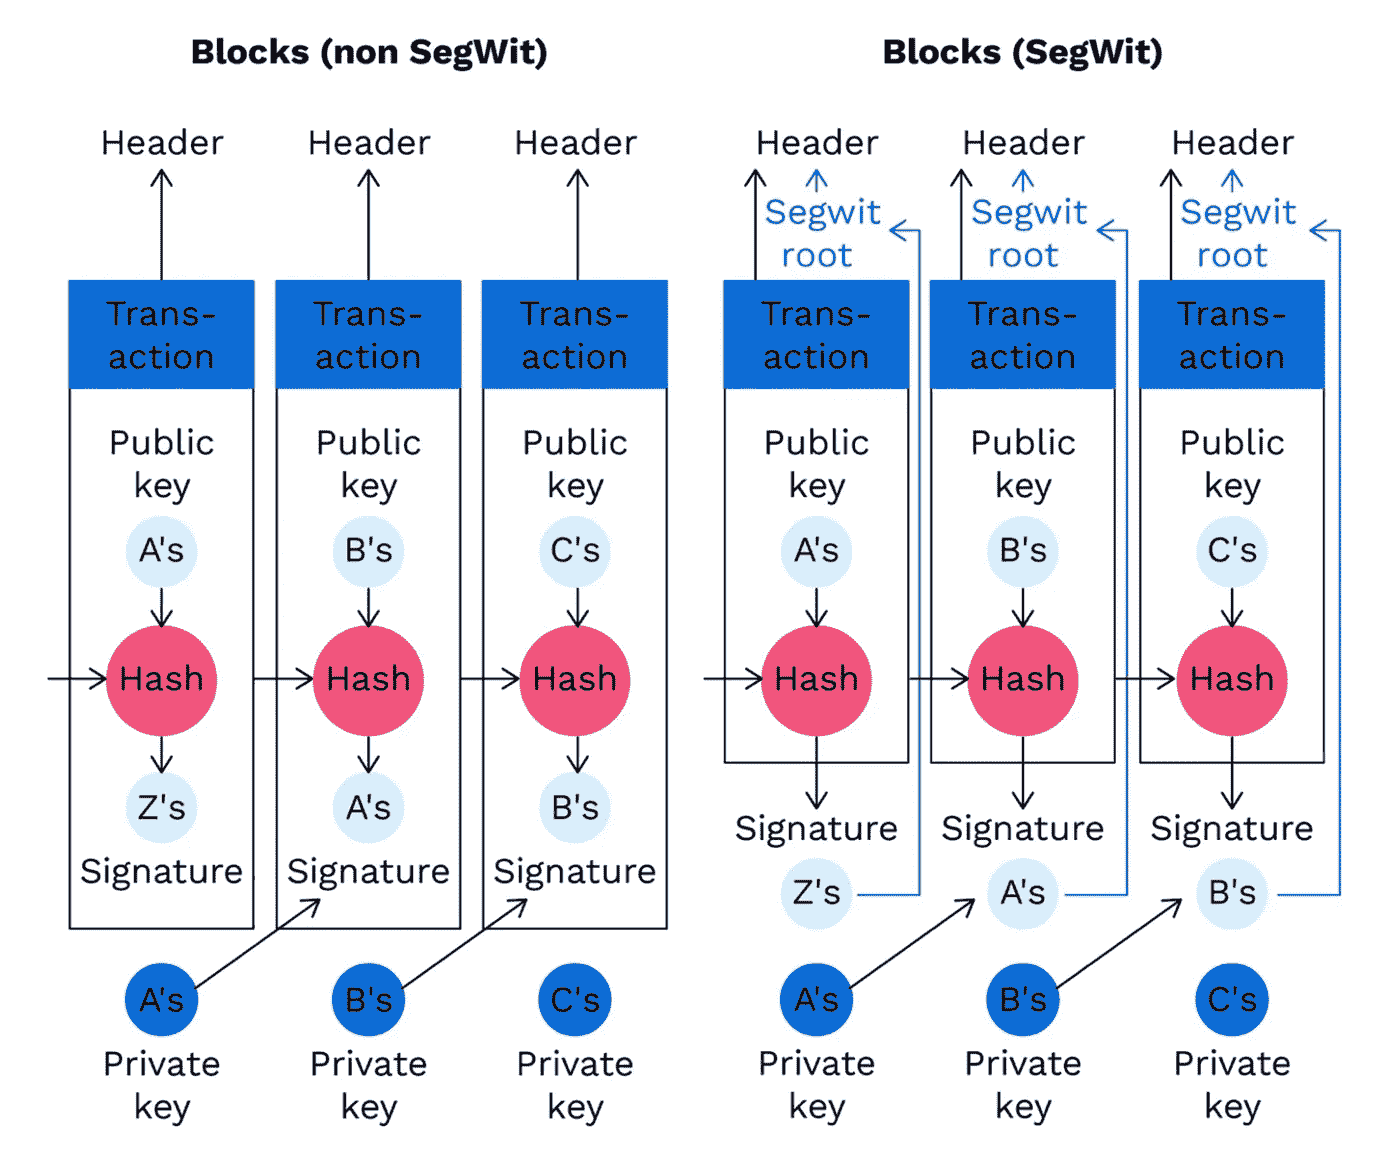 Blocks (non SegWit)
Header Header Header
Trans-
action
Trans-
action
Trans-
action
Public
key
Public
key
Public
key
A's B's C's
Hash Hash Hash
Z's A's B's
Signature Signature Signature
A's B's C's
Private
key
Private
key
Private
key
Blocks (SegWit)
Header Header Header
Segwit
root
Segwit
root
Segwit
root
Trans-
action
Trans-
action
Trans-
action
Public
key
Public
key
Public
key
A's B's C's
Hash Hash Hash
Signature Signature Signature
Z's A's B's
A's B's C's
Private
key
Private
key
Private
key